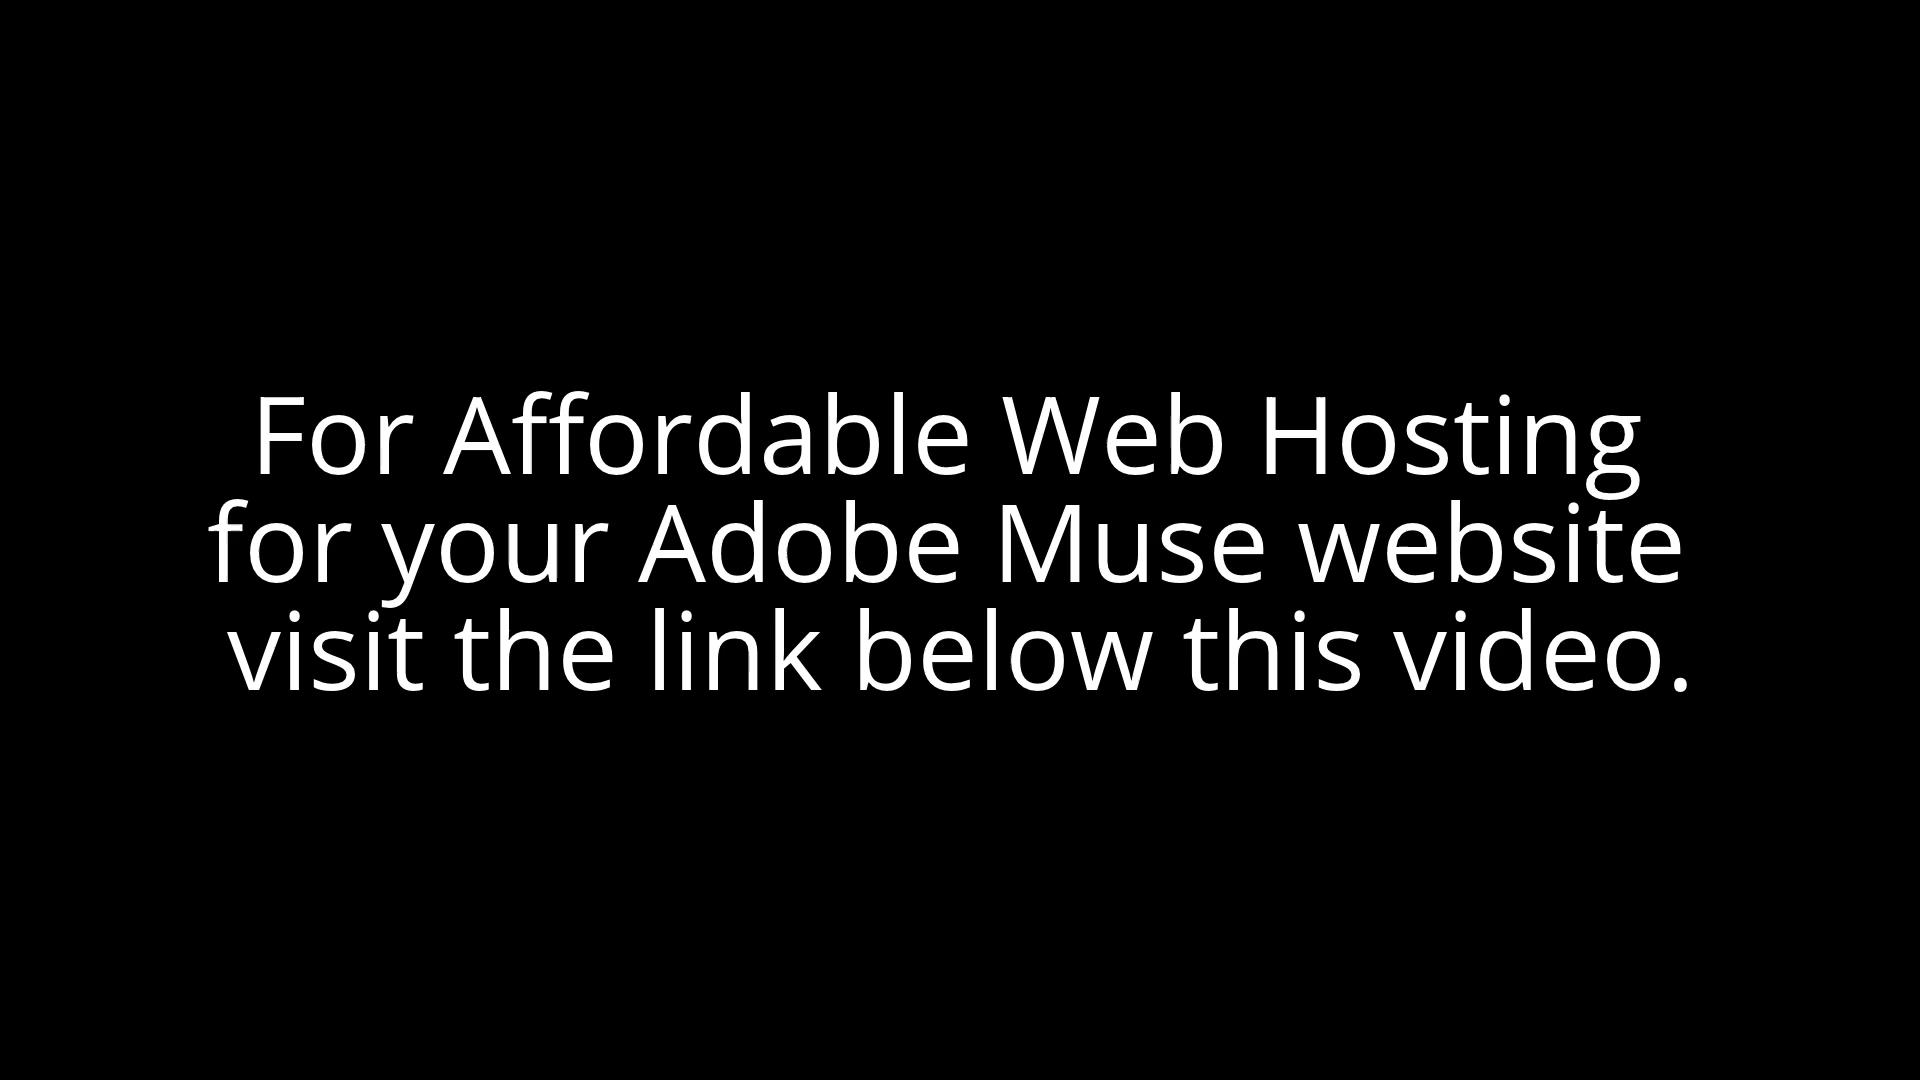 For Affordable Web Hosting
for your Adobe Muse website
visit the link below this video.